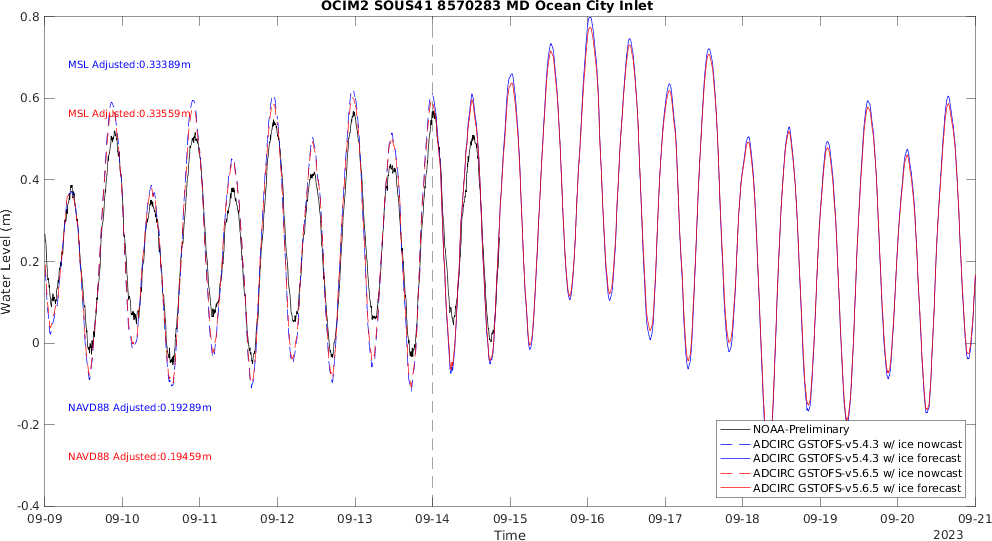 OCIM2 SOUS41 8570283 MD Ocean City Inlet
Water Level (m)
0.8
0.6
0.4
0.2
0
-0.2
-0.4
MSL Adjusted:0.33389m
MSL Adjusted:0.33559m
NAVD88 Adjusted:0.19289m
NAVD88 Adjusted:0.19459m
NOAA-Preliminary
ADCIRC GSTOFS-v5.4.3 w/ ice nowcast
ADCIRC GSTOFS-v5.4.3 w/ ice forecast
ADCIRC GSTOFS-v5.6.5 w/ ice nowcast
ADCIRC GSTOFS-v5.6.5 w/ ice forecast
09-09 09-10 09-11 09-12 09-13 09-14 09-15 09-16 09-17 09-18 09-19 09-20 09-21
Time
2023